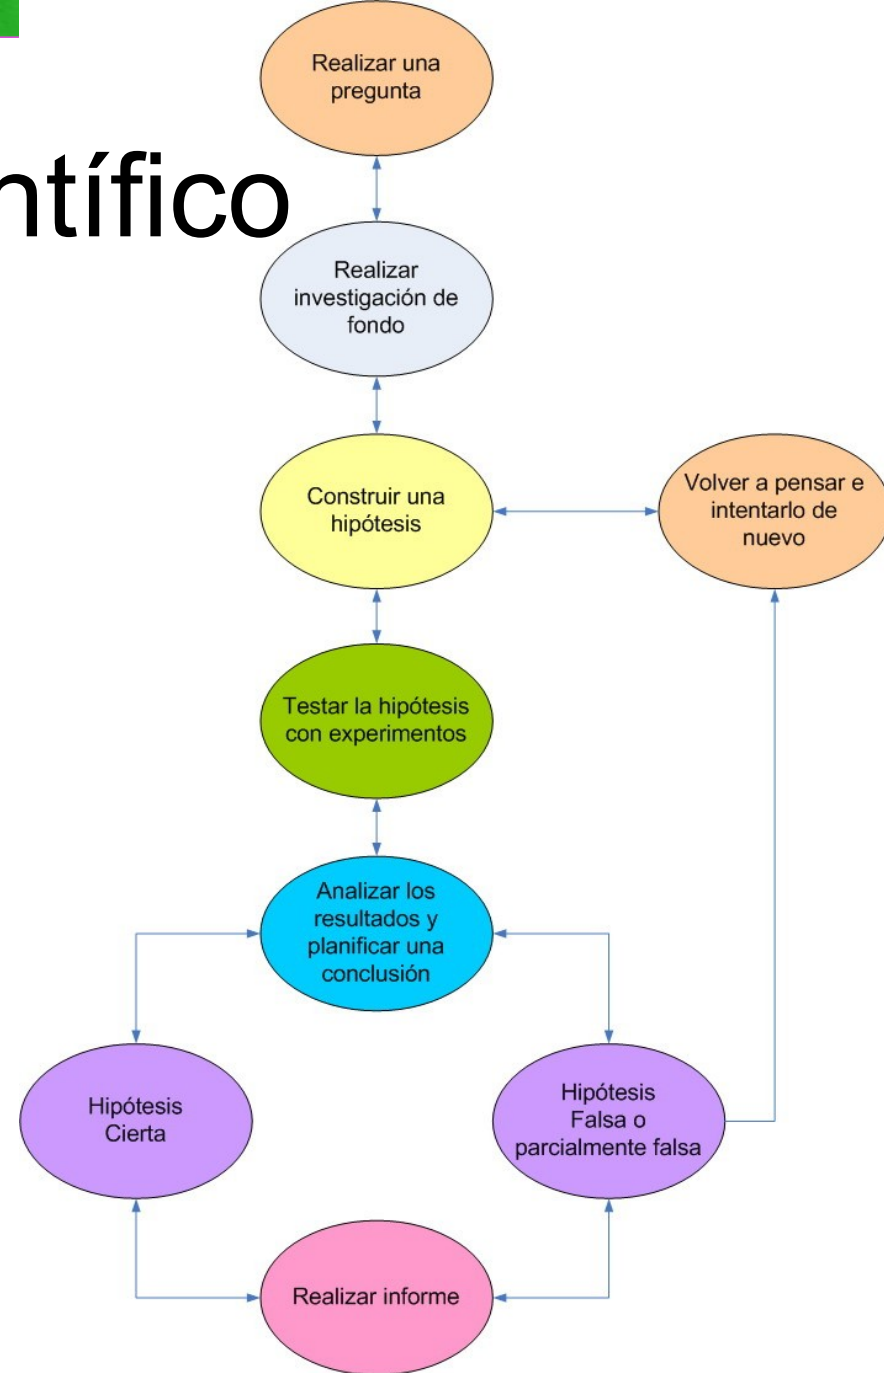 Realizar una
pregunta
ntífico
Realizar
investigación de
fondo
Construir una
hipótesis
Volver a pensar e
intentarlo de
nuevo
Testar la hipótesis
con experimentos
Analizar los
resultados y
planificar una
conclusión
Hipótesis
Cierta
Hipótesis
Falsa o
parcialmente falsa
Realizar informe